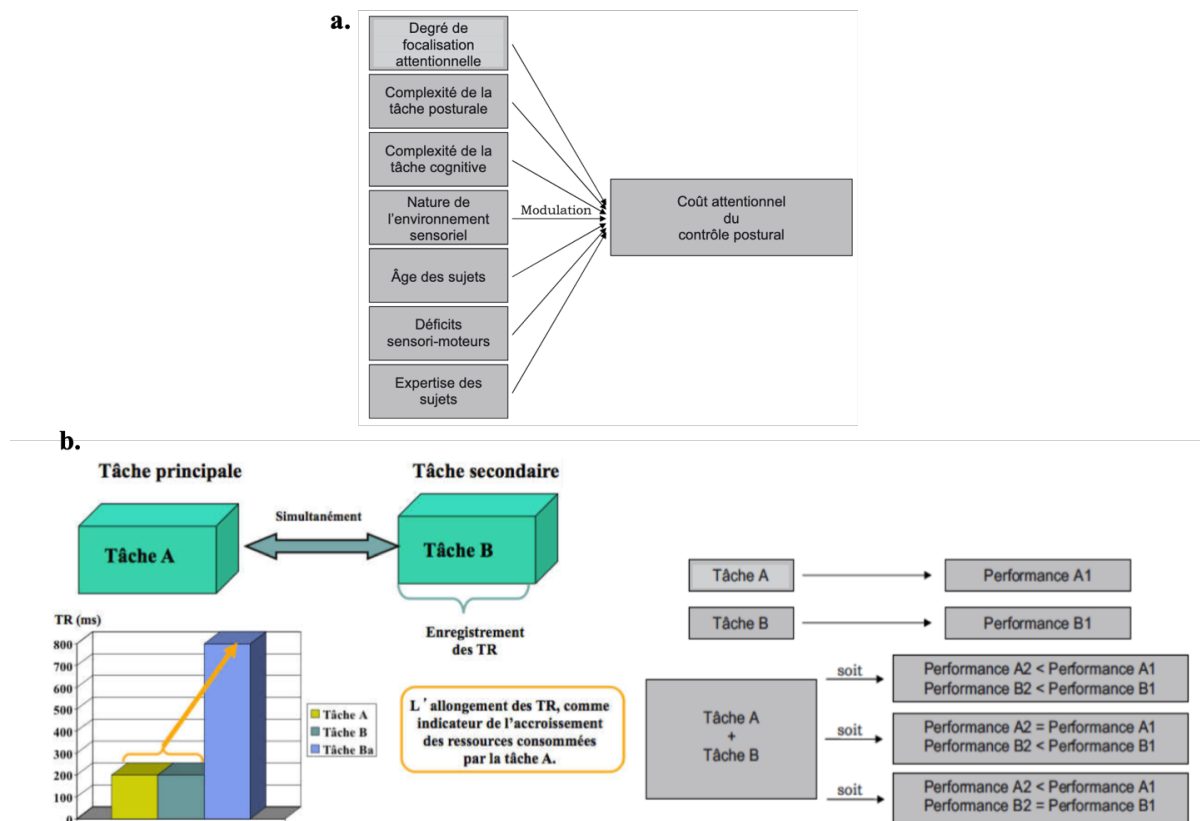 a.
Degré de
focalisation
attentionnelle
Complexité de la
tâche posturale
Complexité de la
tâche cognitive
Nature de
l'environnement
sensoriel
Âge des sujets
Déficits
sensori-moteurs
Expertise des
sujets
Modulation
Coût attentionnel
du
contrôle postural
b.
Tâche principale
Tâche secondaire
Tâche A
Simultanément
Tâche B
Enregistrement
des TR
TR (ms)
800
700
600
500
400
300
200
100
0
Tâche A
Tâche B
Tâche Ba
L'allongement des TR, comme
indicateur de l'accroissement
des ressources consommées
par la tâche A.
Tâche A
Performance A1
Tâche B
Performance B1
Tâche A
+
Tâche B
soit
Performance A2 < Performance A1
Performance B2 < Performance B1
soit
Performance A2 = Performance A1
Performance B2 < Performance B1
soit
Performance A2 < Performance A1
Performance B2 = Performance B1